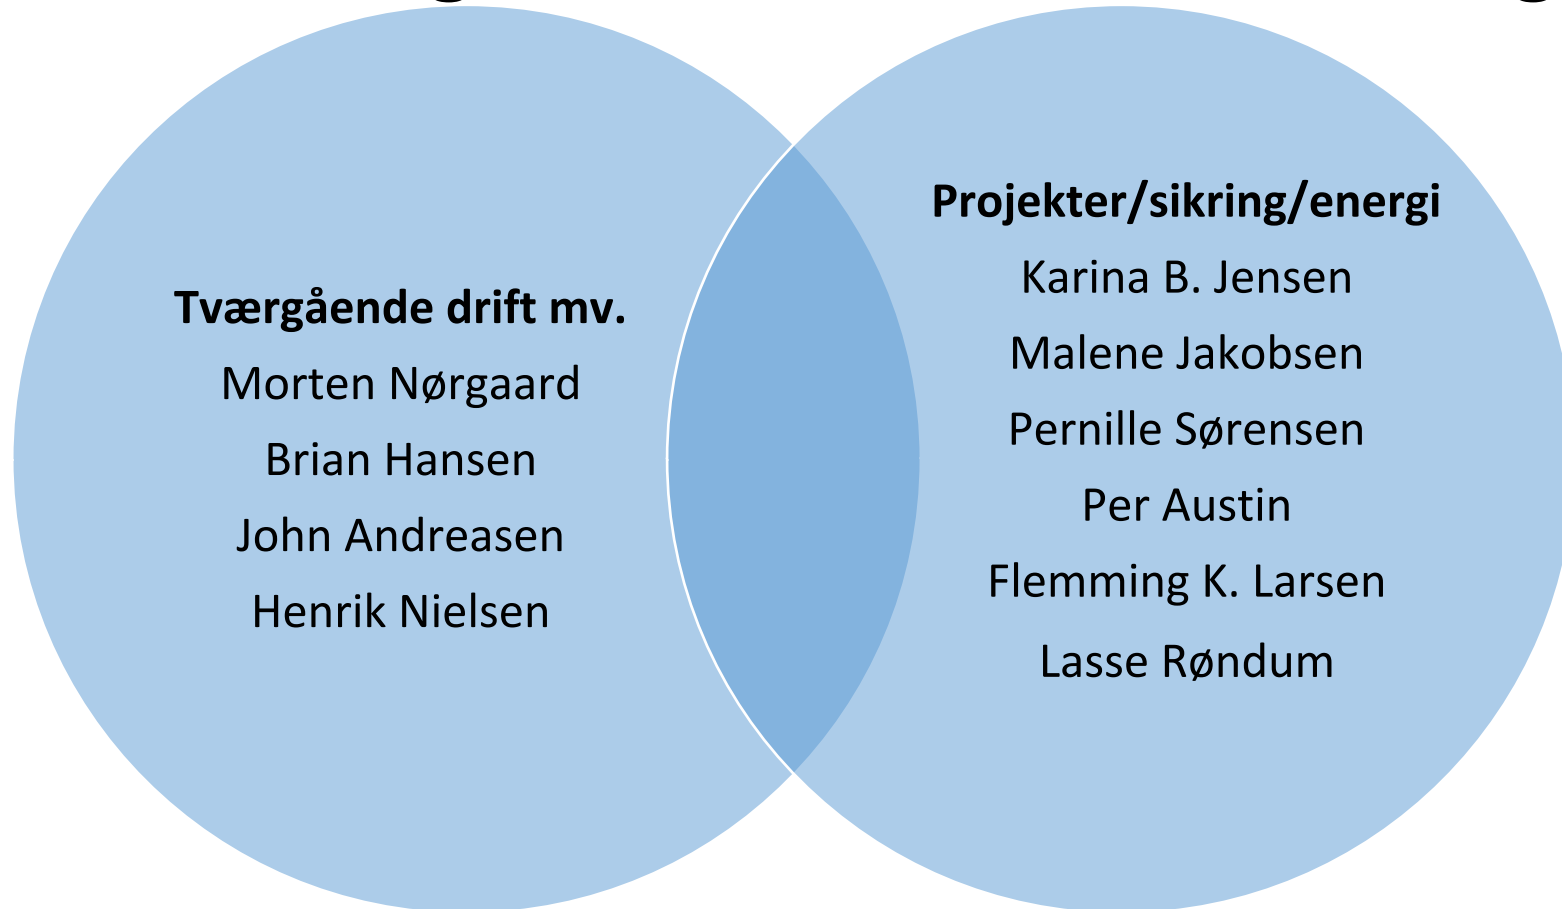 Tværgående drift mv.
Morten Nørgaard
Brian Hansen
John Andreasen
Henrik Nielsen
Projekter/sikring/energi
Karina B. Jensen
Malene Jakobsen
Pernille Sørensen
Per Austin
Flemming K. Larsen
Lasse Røndum